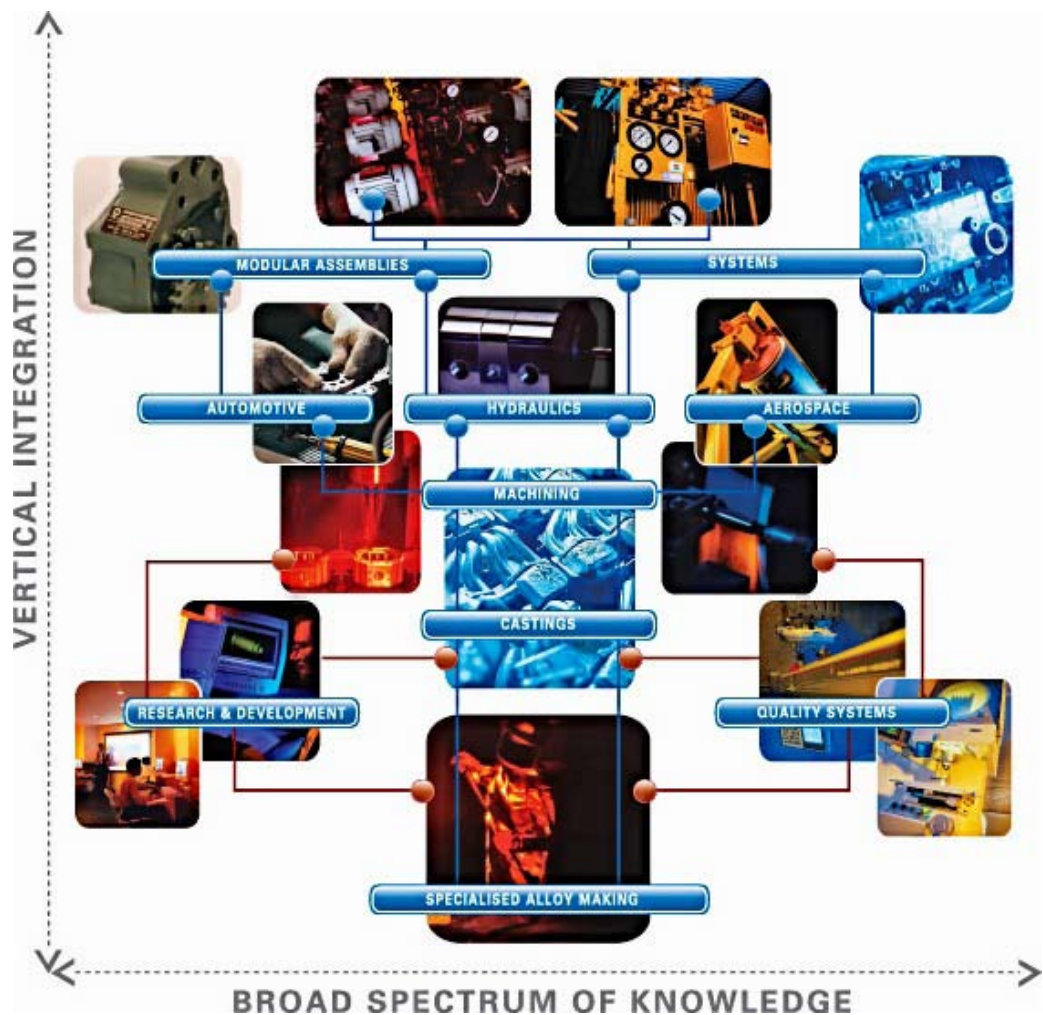 MODULAR ASSEMBLIES
SYSTEMS
AUTOMOTIVE
HYDRAULICS
AEROSPACE
MACHINING
CASTINGS
RESEARCH & DEVELOPMENT
QUALITY SYSTEMS
SPECIALISED ALLOY MAKING
VERTICAL INTEGRATION
BROAD SPECTRUM OF KNOWLEDGE